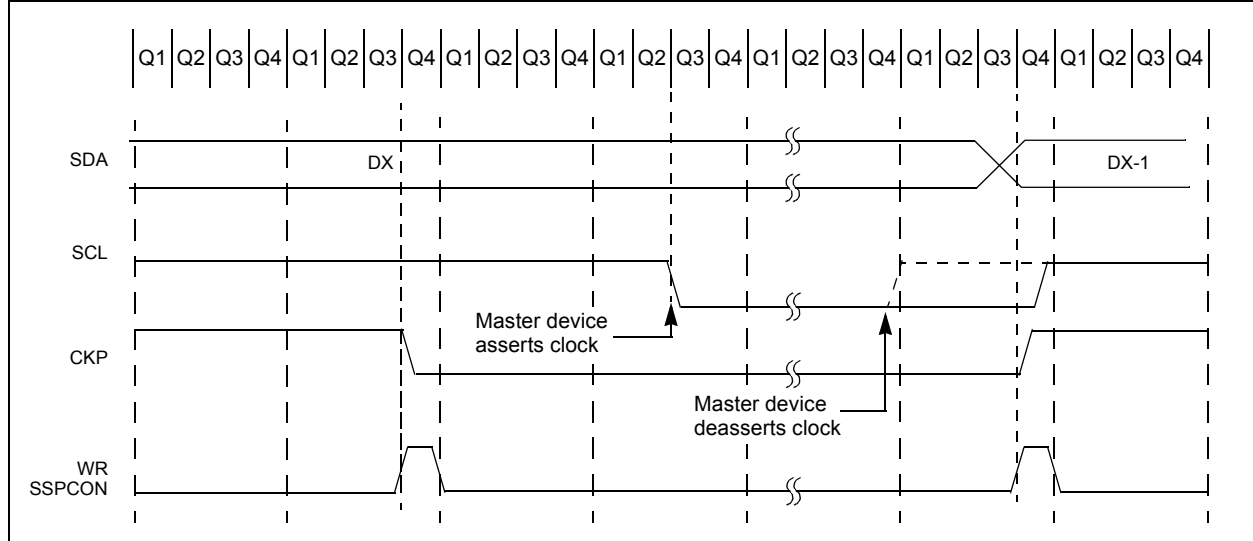 Q1 Q2 Q3 Q4 Q1 Q2 Q3 Q4 Q1 Q2 Q3 Q4 Q1 Q2 Q3 Q4 Q1 Q2 Q3 Q4 Q1 Q2 Q3 Q4 Q1 Q2 Q3 Q4
SDA
DX
DX-1
SCL
Master device
asserts clock
CKP
Master device
deasserts clock
WR
SSPCON